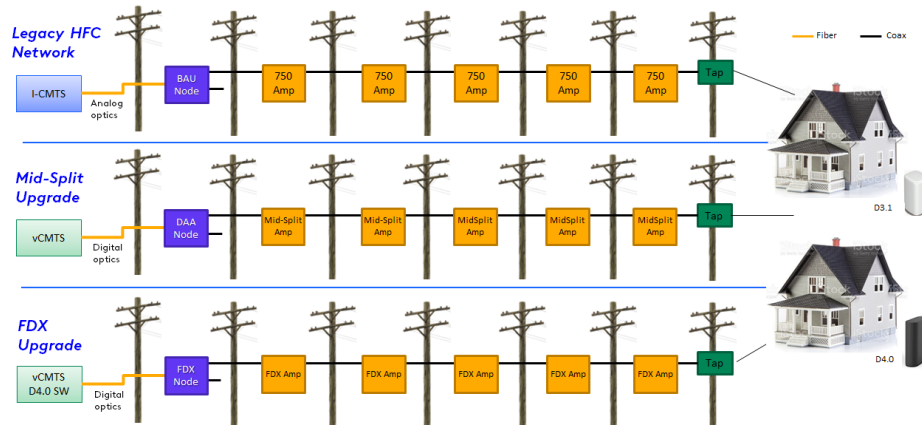 Legacy HFC
Network
Fiber
Coax
I-CMTS
Analog
optics
BAU
Node
750
Amp
750
Amp
750
Amp
750
Amp
750
Amp
Tap
Mid-Split
Upgrade
vCMTS
Digital
optics
DAA
Node
Mid-Split
Amp
Mid-Split
Amp
MidSplit
Amp
MidSplit
Amp
MidSplit
Amp
Tap
D3.1
FDX
Upgrade
vCMTS
D4.0 SW
Digital
optics
FDX
Node
FDX Amp
FDX Amp
FDX Amp
FDX Amp
FDX Amp
Tap
D4.0